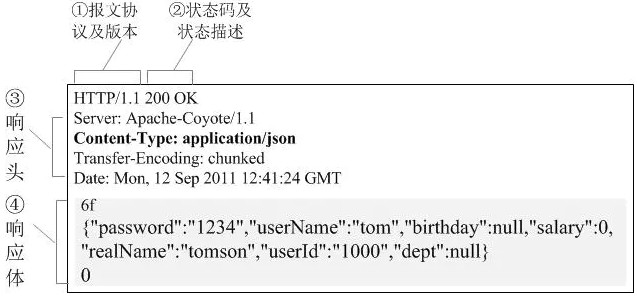 ①报文协
议及版本
②状态码及
状态描述
③
响
应
头
HTTP/1.1 200 OK
Server: Apache-Coyote/1.1
Content-Type: application/json
Transfer-Encoding: chunked
Date: Mon, 12 Sep 2011 12:41:24 GMT
④
响
应
体
6f
{"password":"1234","userName":"tom","birthday":null,"salary":0,
"realName":"tomson","userId":"1000","dept":null}
0